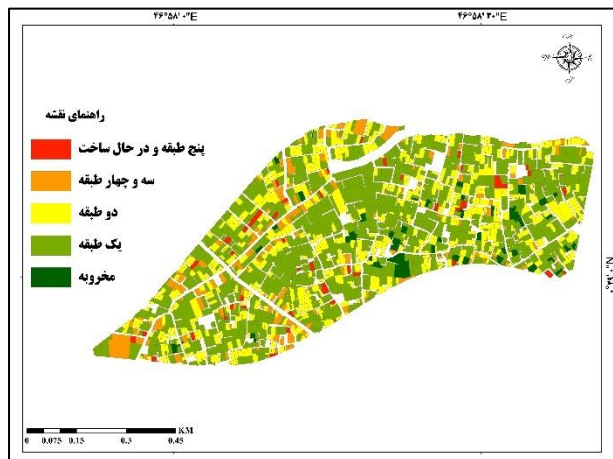 ۴۶°۵۸′۰"E
۴۶°۵۸′۳۰"E
راهنمای نقشه
پنج طبقه و در حال ساخت
سه و چهار طبقه
دو طبقه
یک طبقه
مخروبه
KM
0 0.075 0.15 0.3 0.45